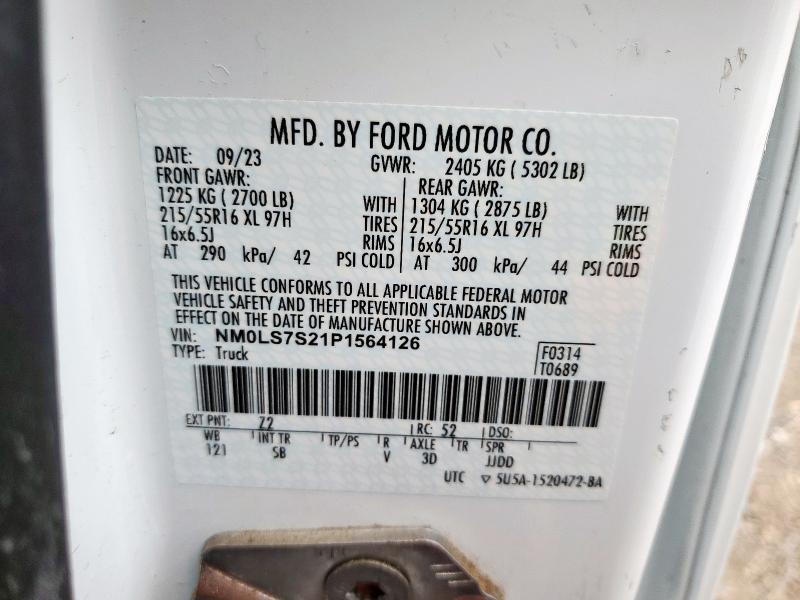 MFD. BY FORD MOTOR CO.
DATE: 09/23 GVWR: 2405 KG ( 5302 LB)
FRONT GAWR: REAR GAWR:
1225 KG ( 2700 LB) WITH 1304 KG ( 2875 LB) WITH
215/55R16 XL 97H TIRES 215/55R16 XL 97H TIRES
16x6.5J RIMS 16x6.5J RIMS
AT 290 kPa/ 42 PSI COLD AT 300 kPa/ 44 PSI COLD
THIS VEHICLE CONFORMS TO ALL APPLICABLE FEDERAL MOTOR
VEHICLE SAFETY AND THEFT PREVENTION STANDARDS IN
EFFECT ON THE DATE OF MANUFACTURE SHOWN ABOVE.
VIN: NM0LS7S21P1564126
TYPE: Truck
F0314
T0689
EXT PNT: Z2 RC: 52 DSO:
WB INT TR TP/PS R AXLE TR SPR
121 SB V 3D JJDD
UTC ▽ 5U5A-1520472-BA